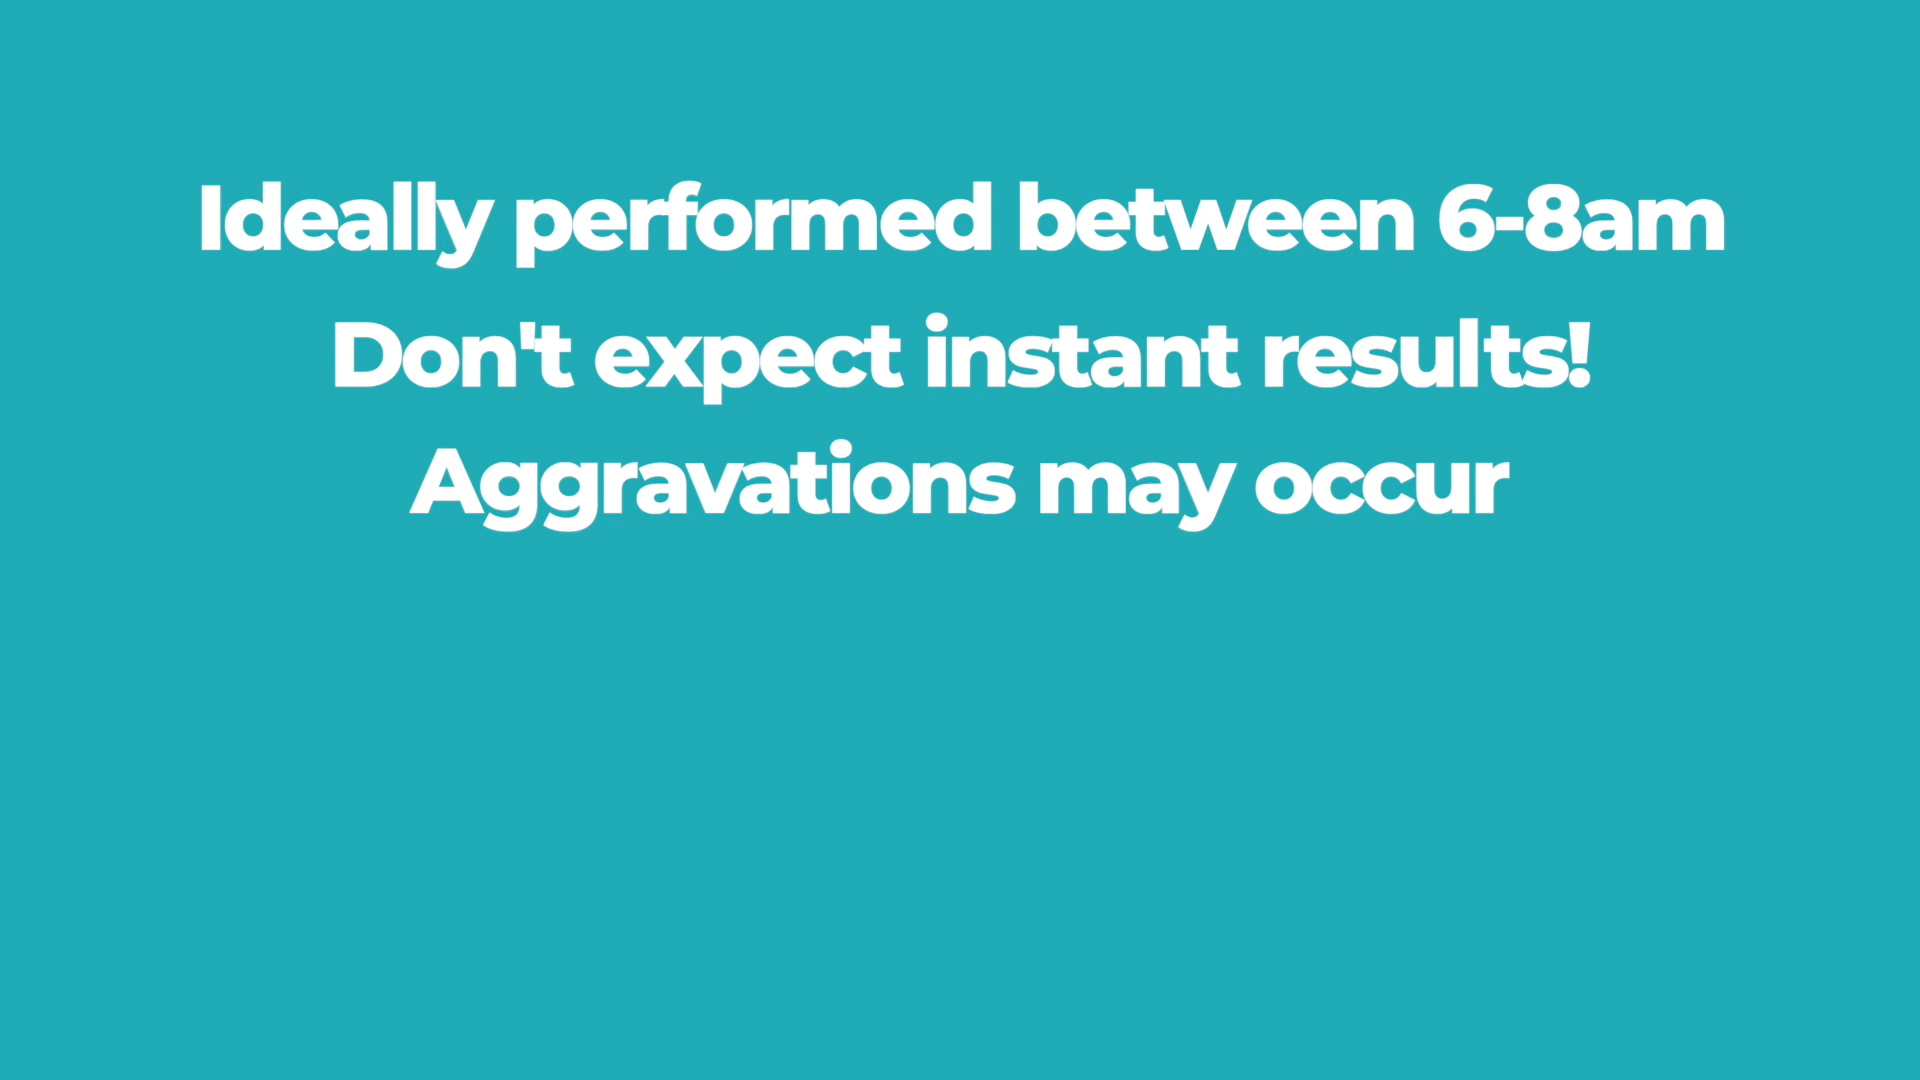 Ideally performed between 6-8am
Don't expect instant results!
Aggravations may occur